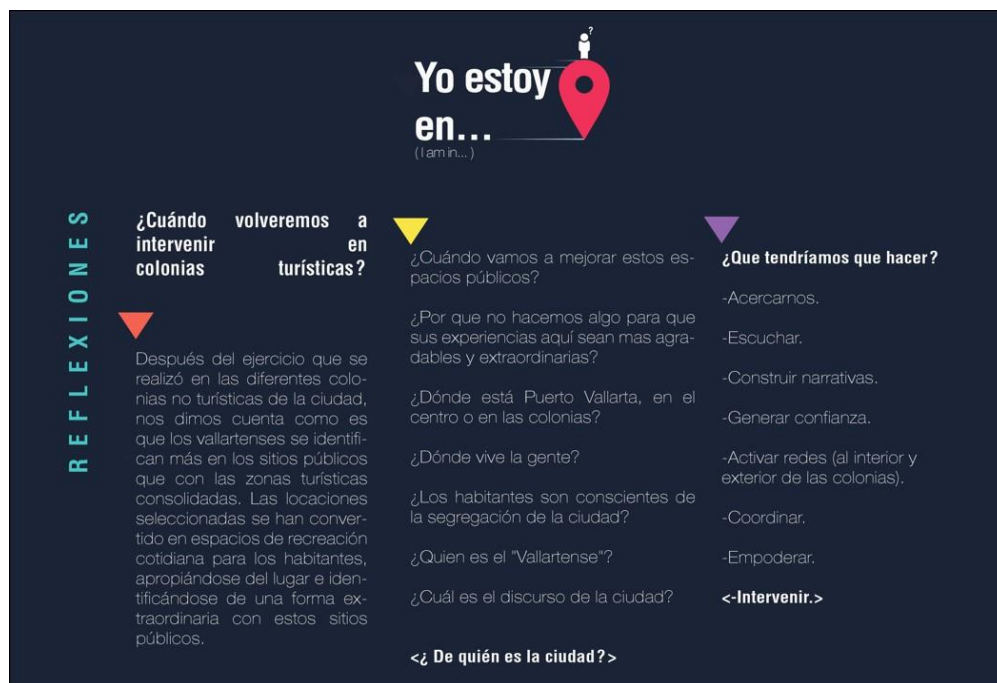 ?
Yo estoy
en...
(I am in...)
REFLEXIONES
¿Cuándo volveremos a
intervenir en
colonias turísticas?
Después del ejercicio que se
realizó en las diferentes colo-
nias no turísticas de la ciudad,
nos dimos cuenta como es
que los vallartenses se identifi-
can más en los sitios públicos
que con las zonas turísticas
consolidadas. Las locaciones
seleccionadas se han conver-
tido en espacios de recreación
cotidiana para los habitantes,
apropiándose del lugar e iden-
tificándose de una forma ex-
traordinaria con estos sitios
públicos.
¿Cuándo vamos a mejorar estos es-
pacios públicos?
¿Por que no hacemos algo para que
sus experiencias aquí sean mas agra-
dables y extraordinarias?
¿Dónde está Puerto Vallarta, en el
centro o en las colonias?
¿Dónde vive la gente?
¿Los habitantes son conscientes de
la segregación de la ciudad?
¿Quien es el "Vallartense"?
¿Cuál es el discurso de la ciudad?
<¿ De quién es la ciudad?>
¿Que tendríamos que hacer?
-Acercarnos.
-Escuchar.
-Construir narrativas.
-Generar confianza.
-Activar redes (al interior y
exterior de las colonias).
-Coordinar.
-Empoderar.
<-Intervenir.>